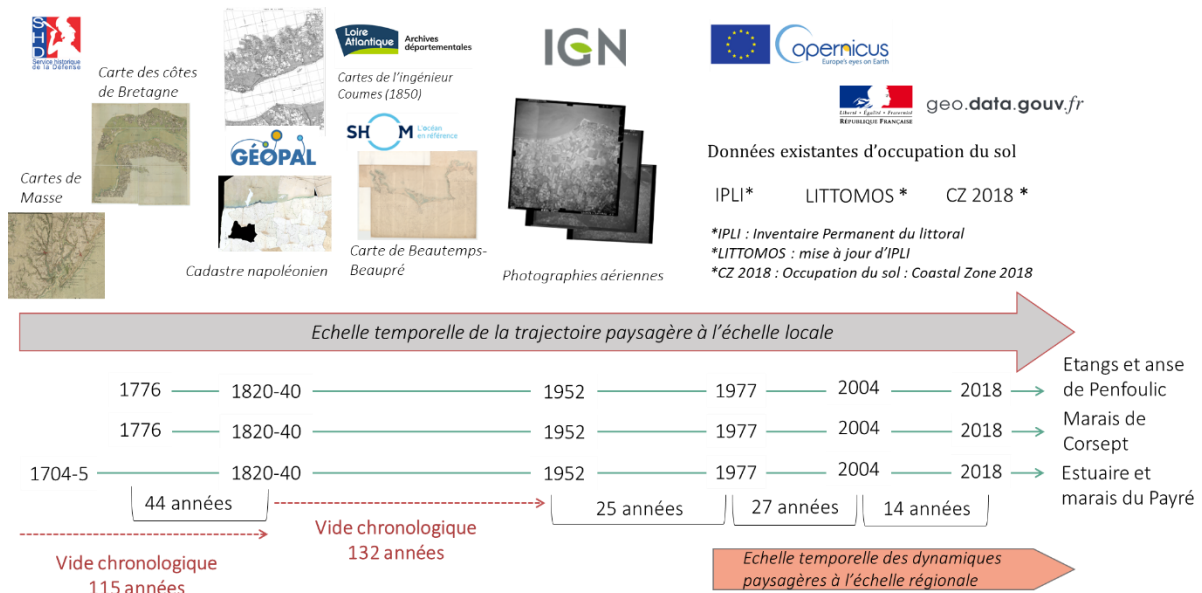 SHD
Service historique
de la Défense
Carte des côtes
de Bretagne
Cartes de
Masse
GÉOPAL
Cadastre napoléonien
Loire
Atlantique
Archives
départementales
Cartes de l'ingénieur
Coumes (1850)
SHOM
L'océan
en référence
Carte de Beautemps-
Beaupré
IGN
Photographies aériennes
Copernicus
Europe's eyes on Earth
Liberté • Égalité • Fraternité
RÉPUBLIQUE FRANÇAISE
geo.data.gouv.fr
Données existantes d'occupation du sol
IPLI*
LITTOMOS *
CZ 2018 *
*IPLI : Inventaire Permanent du littoral
*LITTOMOS : mise à jour d'IPLI
*CZ 2018 : Occupation du sol : Coastal Zone 2018
Echelle temporelle de la trajectoire paysagère à l'échelle locale
1776 1820-40 1952 1977 2004 2018
Etangs et anse
de Penfoulic
1776 1820-40 1952 1977 2004 2018
Marais de
Corsept
1704-5 1820-40 1952 1977 2004 2018
Estuaire et
marais du Payré
44 années
25 années
27 années
14 années
Vide chronologique
132 années
Vide chronologique
115 années
Echelle temporelle des dynamiques
paysagères à l'échelle régionale